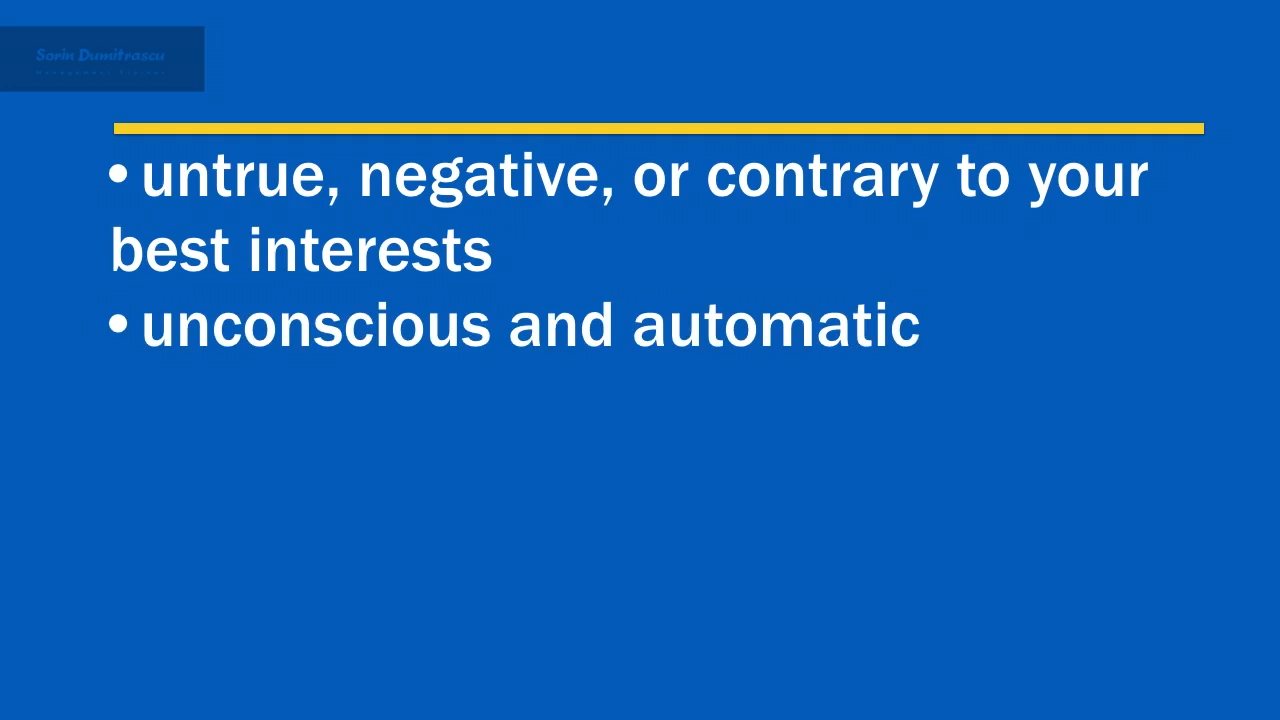 Sorin Dumitrascu
• untrue, negative, or contrary to your
best interests
• unconscious and automatic